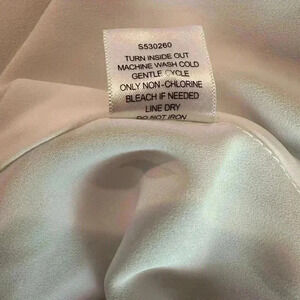 S530260
TURN INSIDE OUT
MACHINE WASH COLD
GENTLE CYCLE
ONLY NON-CHLORINE
BLEACH IF NEEDED
LINE DRY
DO NOT IRON